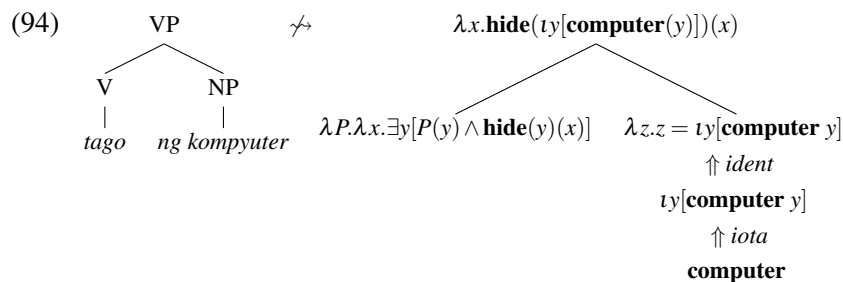 (94) VP ↛ λx.hide(ιy[computer(y)])(x)
V NP λP.λx.∃y[P(y) ∧ hide(y)(x)] λz.z = ιy[computer y]
tago ng kompyuter ⇑ ident
ιy[computer y]
⇑ iota
computer